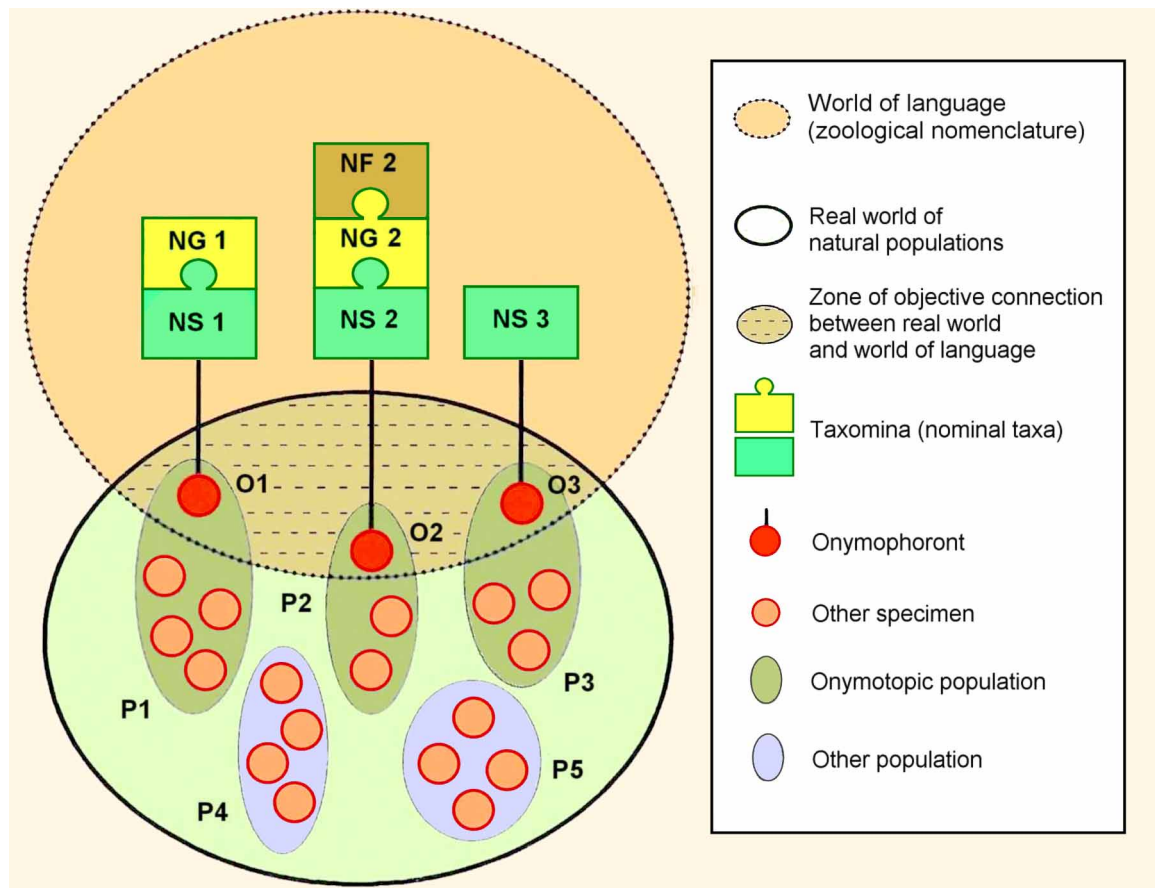 NF 2
NG 1
NG 2
NS 1
NS 2
NS 3
O1
O2
O3
P1
P2
P3
P4
P5
World of language
(zoological nomenclature)
Real world of
natural populations
Zone of objective connection
between real world
and world of language
Taxomina (nominal taxa)
Onymophoront
Other specimen
Onymotopic population
Other population